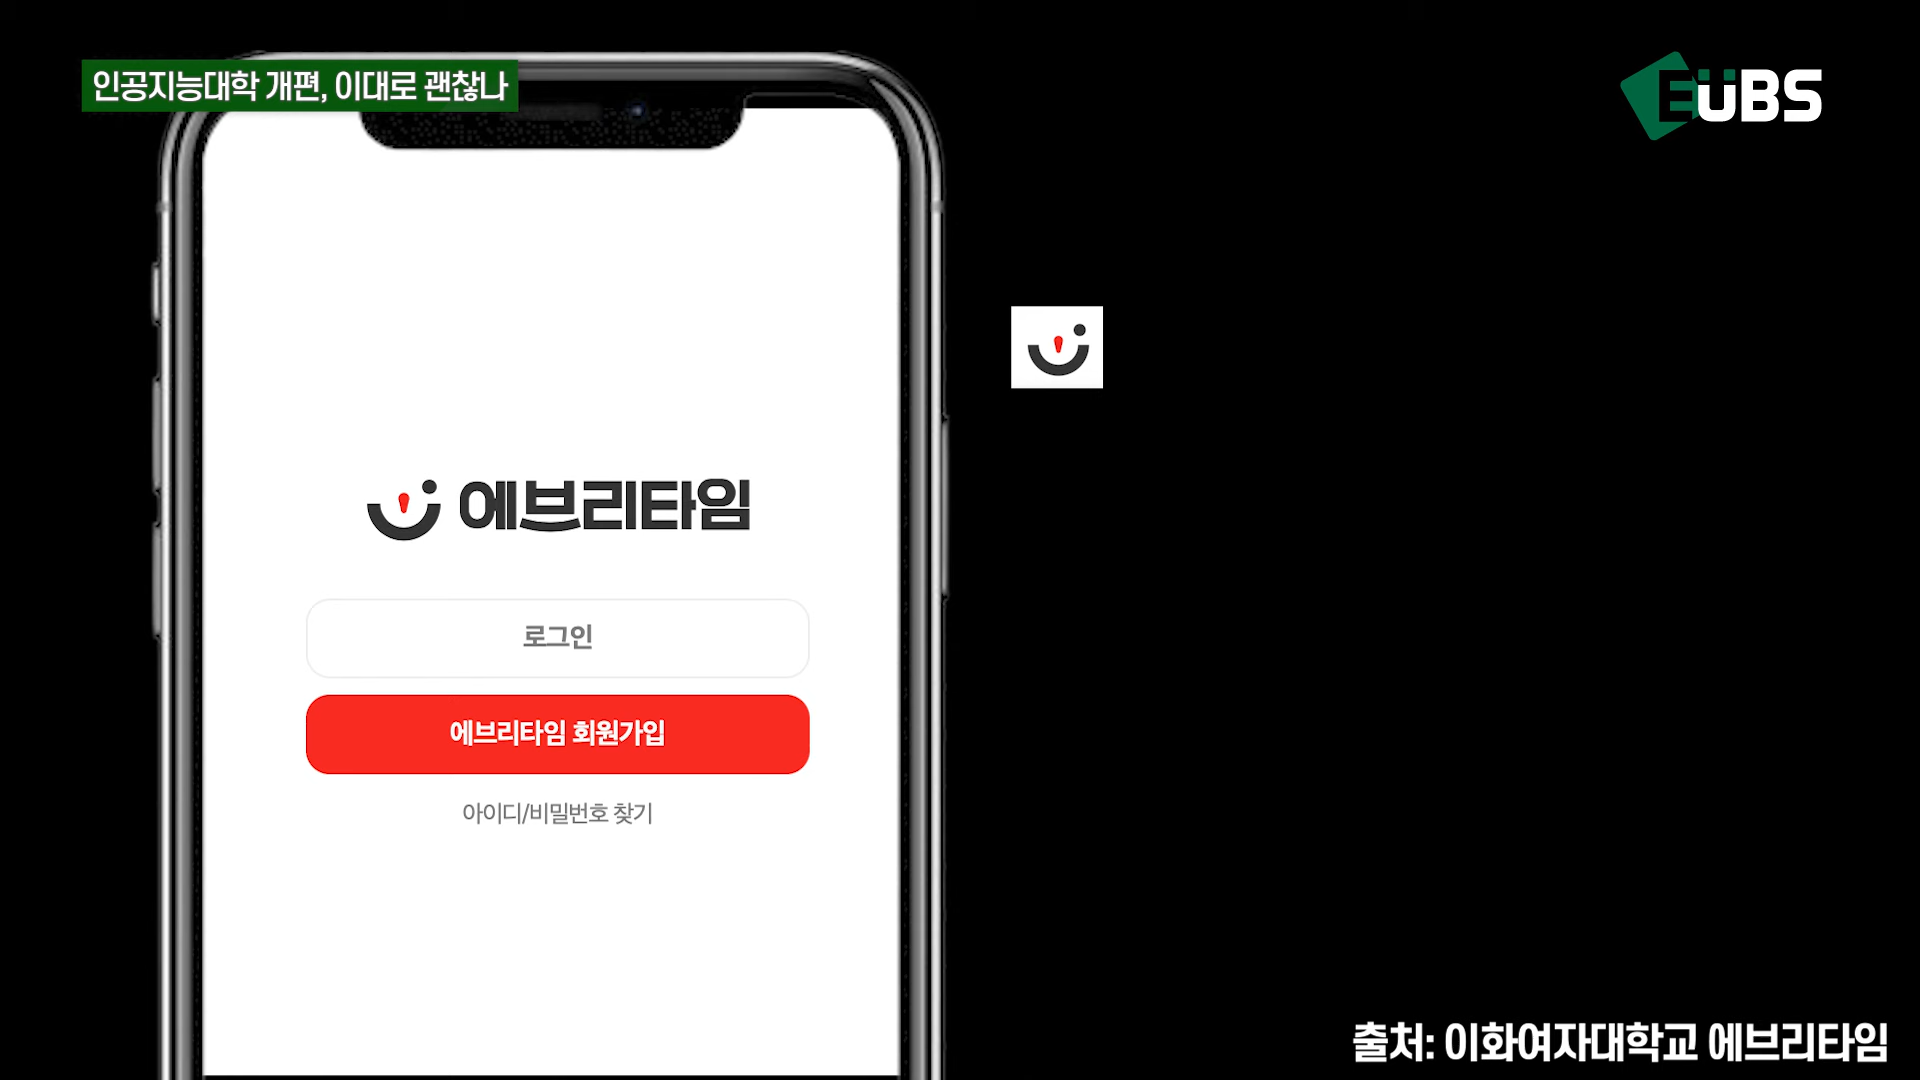 인공지능대학 개편, 이대로 괜찮나
EUBS
에브리타임
로그인
에브리타임 회원가입
아이디/비밀번호 찾기
출처: 이화여자대학교 에브리타임